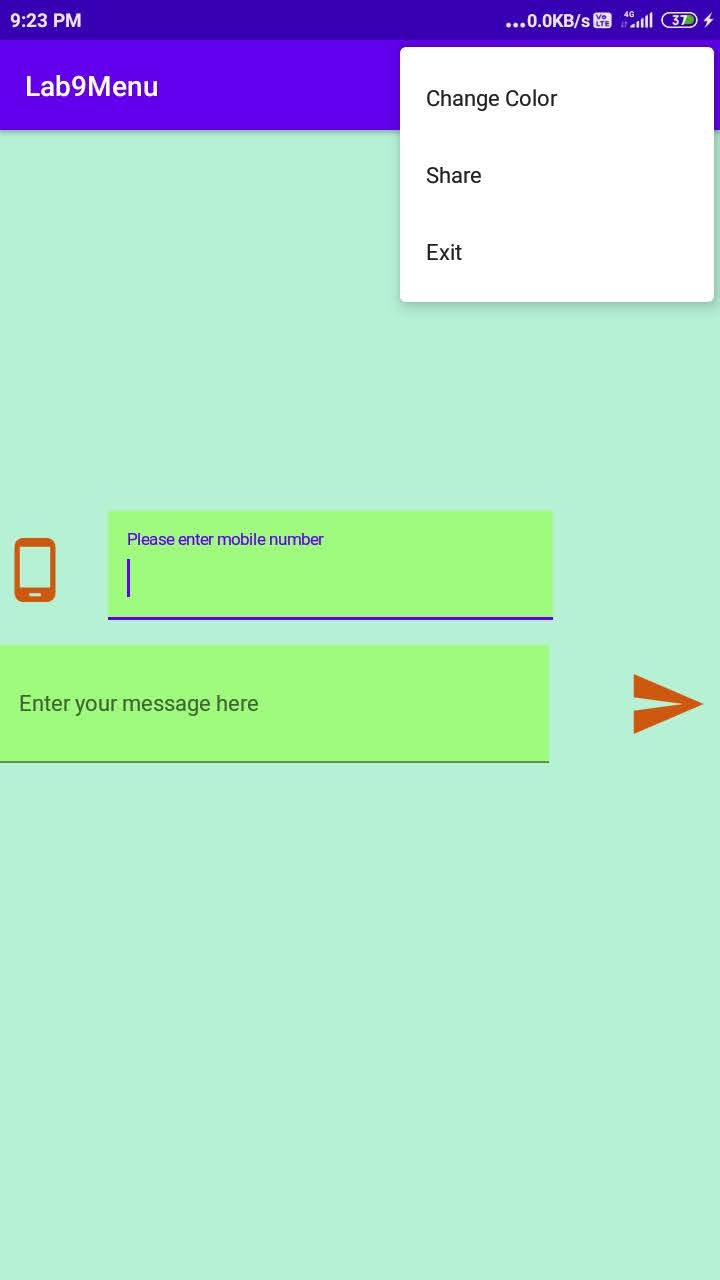 9:23 PM ...0.0KB/s Vo LTE 4G 37
Lab9Menu
Change Color
Share
Exit
Please enter mobile number
Enter your message here